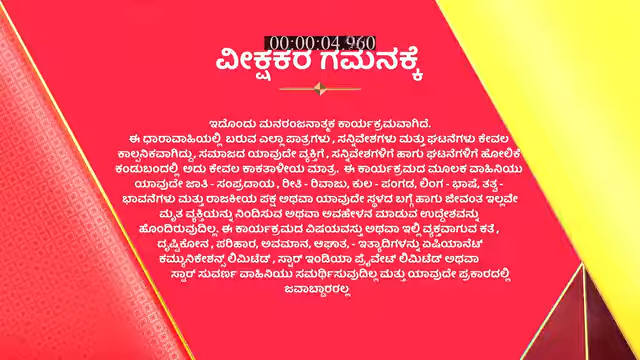 00:00:04.960
ವೀಕ್ಷಕರ ಗಮನಕ್ಕೆ
ಇದೊಂದು ಮನರಂಜನಾತ್ಮಕ ಕಾರ್ಯಕ್ರಮವಾಗಿದೆ.
ಈ ಧಾರಾವಾಹಿಯಲ್ಲಿ ಬರುವ ಎಲ್ಲಾ ಪಾತ್ರಗಳು , ಸನ್ನಿವೇಶಗಳು ಮತ್ತು ಘಟನೆಗಳು ಕೇವಲ
ಕಾಲ್ಪನಿಕವಾಗಿದ್ದು, ಸಮಾಜದ ಯಾವುದೇ ವ್ಯಕ್ತಿಗೆ , ಸನ್ನಿವೇಶಗಳಿಗೆ ಹಾಗು ಘಟನೆಗಳಿಗೆ ಹೋಲಿಕೆ
ಕಂಡುಬಂದಲ್ಲಿ ಅದು ಕೇವಲ ಕಾಕತಾಳೀಯ ಮಾತ್ರ. ಈ ಕಾರ್ಯಕ್ರಮದ ಮೂಲಕ ವಾಹಿನಿಯು
ಯಾವುದೇ ಜಾತಿ - ಸಂಪ್ರದಾಯ , ರೀತಿ - ರಿವಾಜು, ಕುಲ - ಪಂಗಡ, ಲಿಂಗ - ಭಾಷೆ, ತತ್ವ -
ಭಾವನೆಗಳು ಮತ್ತು ರಾಜಕೀಯ ಪಕ್ಷ ಅಥವಾ ಯಾವುದೇ ಸ್ಥಳದ ಬಗ್ಗೆ ಹಾಗು ಜೀವಂತ ಇಲ್ಲವೇ
ಮೃತ ವ್ಯಕ್ತಿಯನ್ನು ನಿಂದಿಸುವ ಅಥವಾ ಅವಹೇಳನ ಮಾಡುವ ಉದ್ದೇಶವನ್ನು
ಹೊಂದಿರುವುದಿಲ್ಲ. ಈ ಕಾರ್ಯಕ್ರಮದ ವಿಷಯವಸ್ತು ಅಥವಾ ಇಲ್ಲಿ ವ್ಯಕ್ತವಾಗುವ ಕತೆ ,
ದೃಷ್ಟಿಕೋನ , ಪರಿಹಾರ, ಅವಮಾನ, ಆಘಾತ, - ಇತ್ಯಾದಿಗಳನ್ನು ಏಷಿಯಾನೆಟ್
ಕಮ್ಯುನಿಕೇಶನ್ಸ್ ಲಿಮಿಟೆಡ್ , ಸ್ಟಾರ್ ಇಂಡಿಯಾ ಪ್ರೈವೇಟ್ ಲಿಮಿಟೆಡ್ ಅಥವಾ
ಸ್ಟಾರ್ ಸುವರ್ಣ ವಾಹಿನಿಯು ಸಮರ್ಥಿಸುವುದಿಲ್ಲ ಮತ್ತು ಯಾವುದೇ ಪ್ರಕಾರದಲ್ಲಿ
ಜವಾಬ್ದಾರರಲ್ಲ